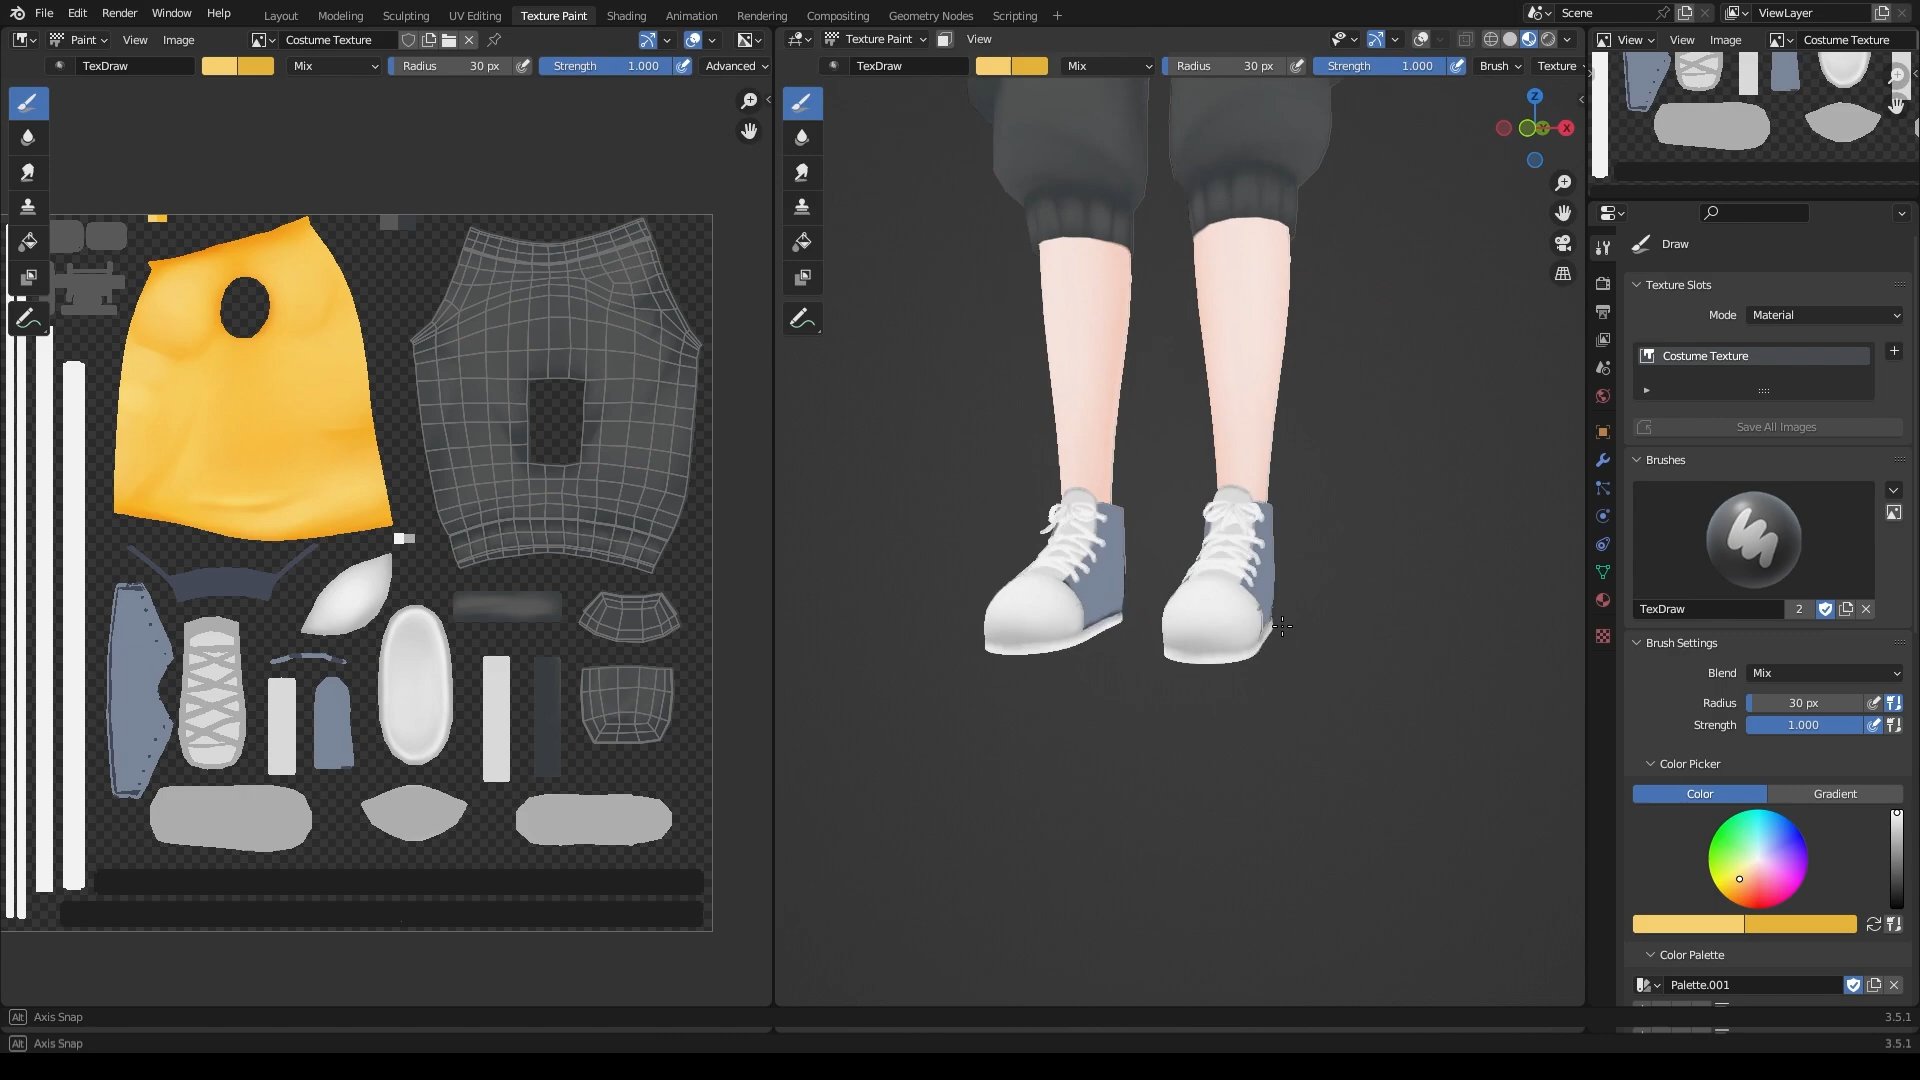 File Edit Render Window Help Layout Modeling Sculpting UV Editing Texture Paint Shading Animation Rendering Compositing Geometry Nodes Scripting + Scene ViewLayer
Paint View Image Costume Texture Texture Paint View View View Image Costume Texture
TexDraw Mix Radius 30 px Strength 1.000 Advanced TexDraw Mix Radius 30 px Strength 1.000 Brush Texture
Z
X
Draw
Texture Slots
Mode Material
Costume Texture
Save All Images
Brushes
TexDraw 2
Brush Settings
Blend Mix
Radius 30 px
Strength 1.000
Color Picker
Color Gradient
Color Palette
Palette.001
Alt Axis Snap 3.5.1
Alt Axis Snap 3.5.1